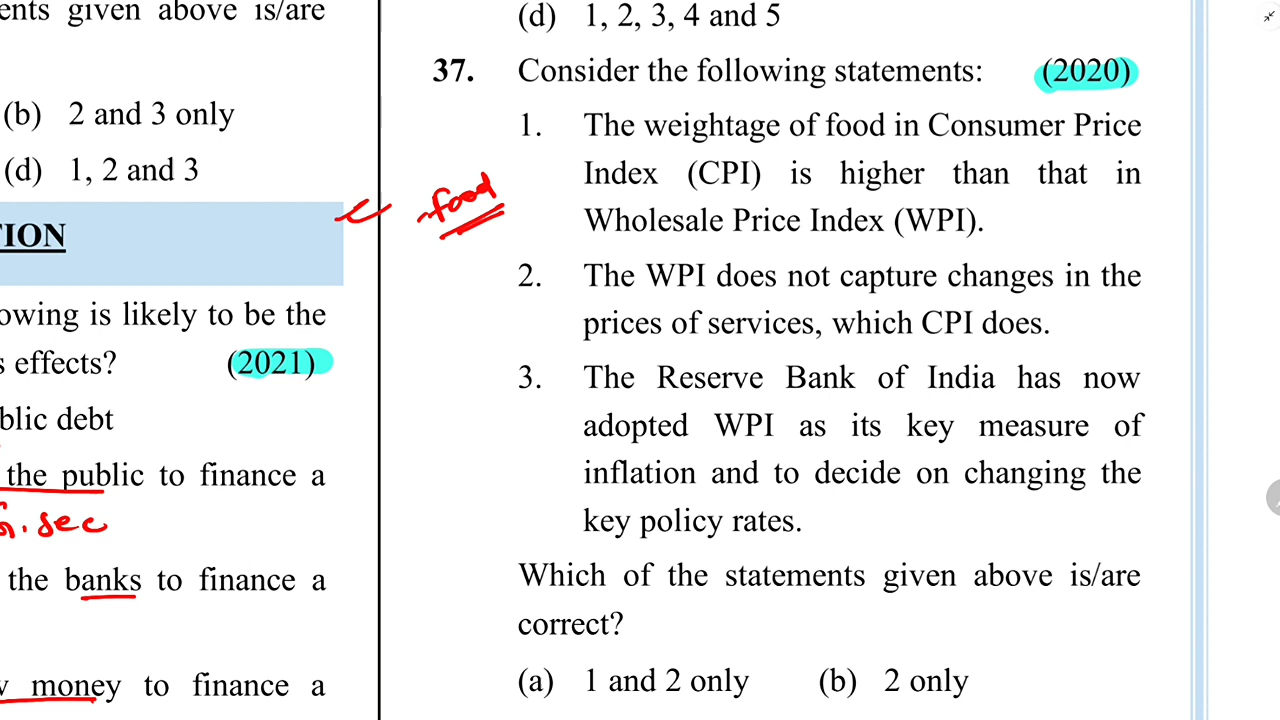 ents given above is/are
(b) 2 and 3 only
(d) 1, 2 and 3
TION
owing is likely to be the
s effects? (2021)
blic debt
the public to finance a
sec
the banks to finance a
money to finance a
food
(d) 1, 2, 3, 4 and 5
37. Consider the following statements: (2020)
1. The weightage of food in Consumer Price
Index (CPI) is higher than that in
Wholesale Price Index (WPI).
2. The WPI does not capture changes in the
prices of services, which CPI does.
3. The Reserve Bank of India has now
adopted WPI as its key measure of
inflation and to decide on changing the
key policy rates.
Which of the statements given above is/are
correct?
(a) 1 and 2 only (b) 2 only